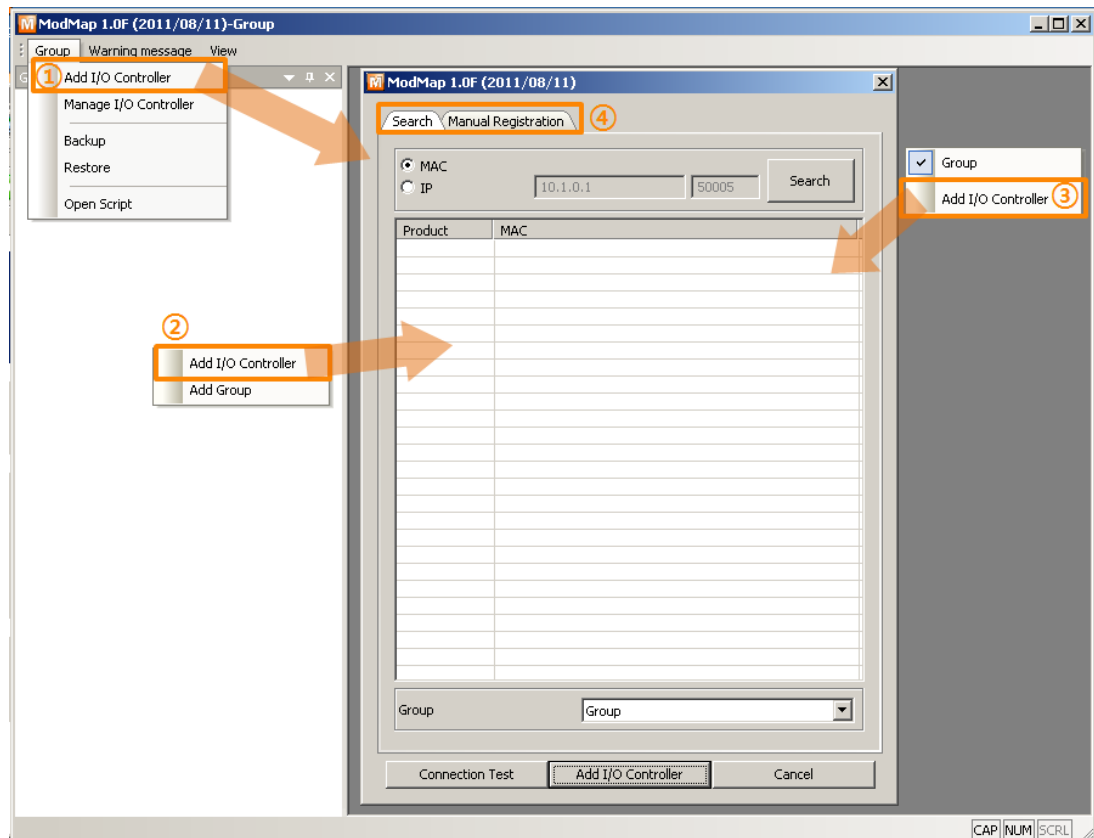 ModMap 1.0F (2011/08/11)-Group
Group Warning message View
① Add I/O Controller
Manage I/O Controller
Backup
Restore
Open Script
②
Add I/O Controller
Add Group
ModMap 1.0F (2011/08/11)
Search Manual Registration ④
MAC
IP 10.1.0.1 50005 Search
Product MAC
Group Group
Connection Test Add I/O Controller Cancel
Group
Add I/O Controller ③
CAP NUM SCRL